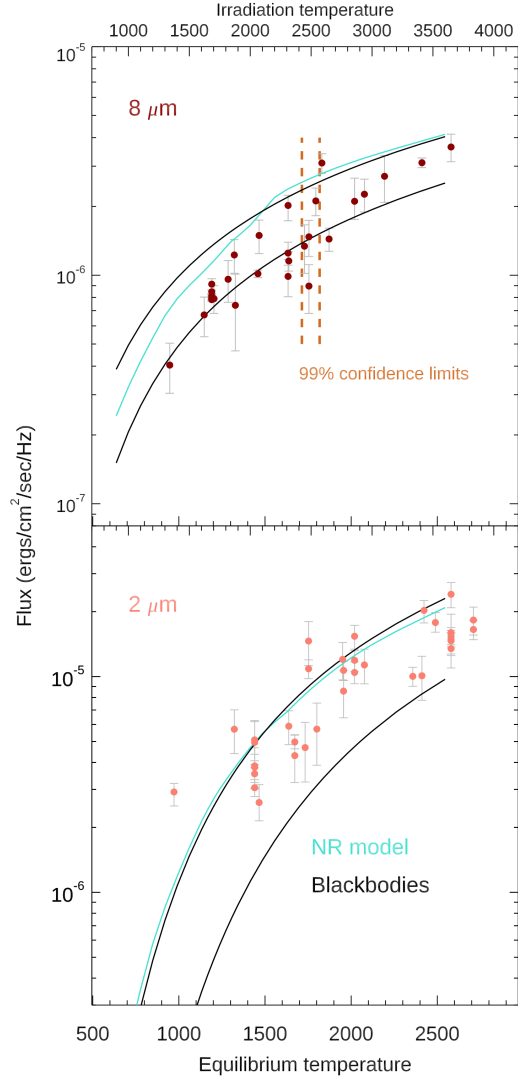 Irradiation temperature
1000 1500 2000 2500 3000 3500 4000
10^-5
8 μm
10^-6
99% confidence limits
10^-7
Flux (ergs/cm^2/sec/Hz)
2 μm
10^-5
NR model
Blackbodies
10^-6
500 1000 1500 2000 2500
Equilibrium temperature